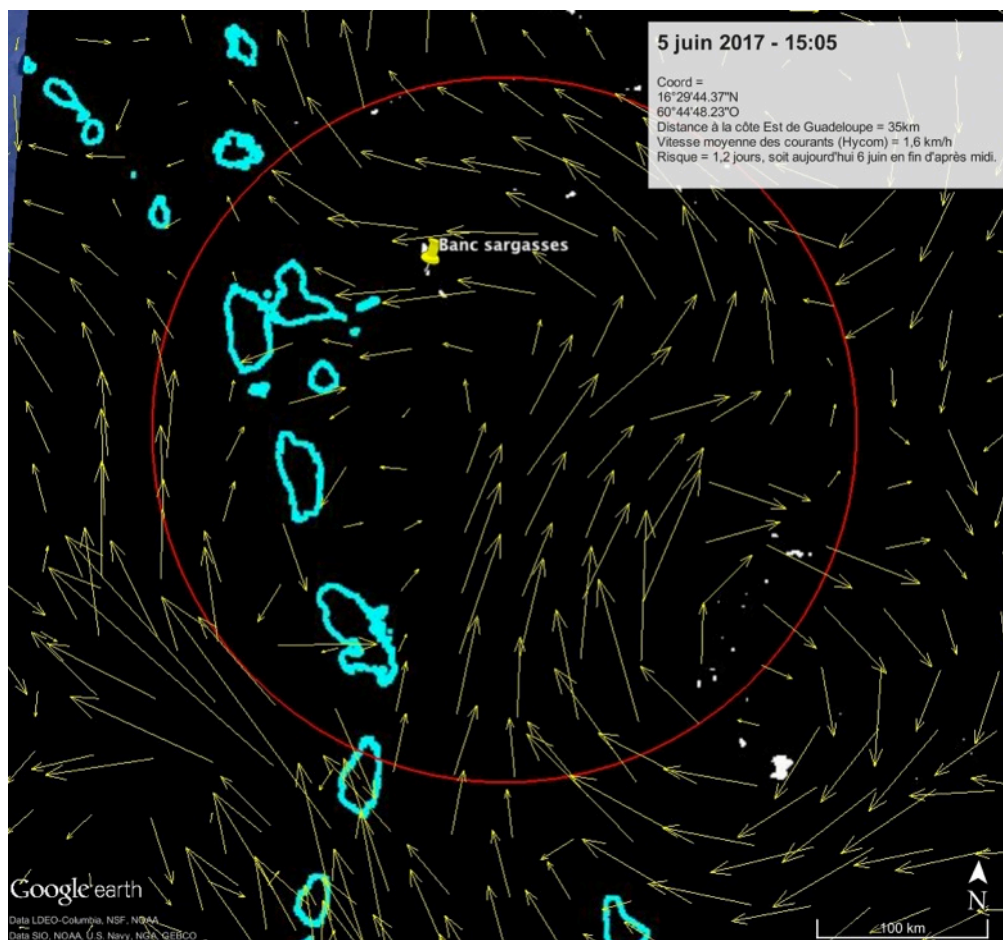 5 juin 2017 - 15:05
Coord =
16°29'44.37"N
60°44'48.23"O
Distance à la côte Est de Guadeloupe = 35km
Vitesse moyenne des courants (Hycom) = 1,6 km/h
Risque = 1,2 jours, soit aujourd'hui 6 juin en fin d'après midi.
Banc sargasses
Google earth
Data LDEO-Columbia, NSF, NOAA
Data SIO, NOAA, U.S. Navy, NGA, GEBCO
N
100 km